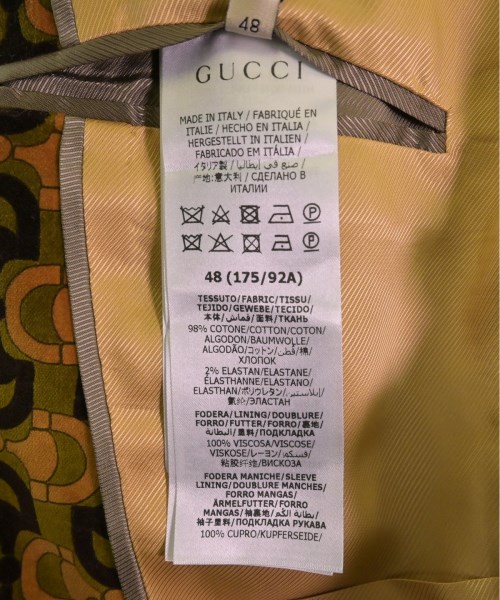 48
GUCCI
MADE IN ITALY / FABRIQUÉ EN
ITALIE / HECHO EN ITALIA /
HERGESTELLT IN ITALIEN /
FABRICADO EM ITÁLIA /
イタリア製 / صنع في إيطاليا /
产地:意大利 / СДЕЛАНО В
ИТАЛИИ
48 (175/92A)
TESSUTO/FABRIC/TISSU/
TEJIDO/GEWEBE/TECIDO/
本体/قماش/面料/ТКАНЬ
98% COTONE/COTTON/COTON/
ALGODON/BAUMWOLLE/
ALGODÃO/コットン/قطن/棉/
ХЛОПОК
2% ELASTAN/ELASTANE/
ÉLASTHANNE/ELASTANO/
ELASTHAN/ポリウレタン/إيلاستين/
氨纶/ЭЛАСТАН
FODERA/LINING/DOUBLURE/
FORRO/FUTTER/FORRO/裏地/
البطانة/里料/ПОДКЛАДКА
100% VISCOSA/VISCOSE/
VISKOSE/レーヨン/فسكوز/
粘胶纤维/ВИСКОЗА
FODERA MANICHE/SLEEVE
LINING/DOUBLURE MANCHES/
FORRO MANGAS/
ÄRMELFUTTER/FORRO
MANGAS/袖裏地/بطانة الكم/
袖子里料/ПОДКЛАДКА РУКАВА
100% CUPRO/KUPFERSEIDE/